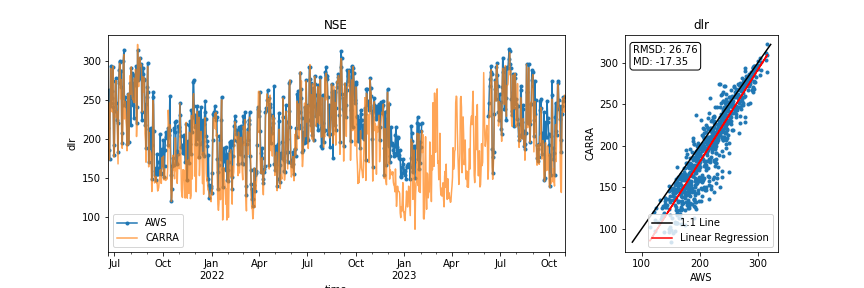 NSE
dlr
300
250
200
150
100
dlr
AWS
CARRA
Jul
Oct
Jan
2022
Apr
Jul
Oct
Jan
2023
Apr
Jul
Oct
time
RMSD: 26.76
MD: -17.35
300
250
200
150
100
CARRA
1:1 Line
Linear Regression
100
200
300
AWS